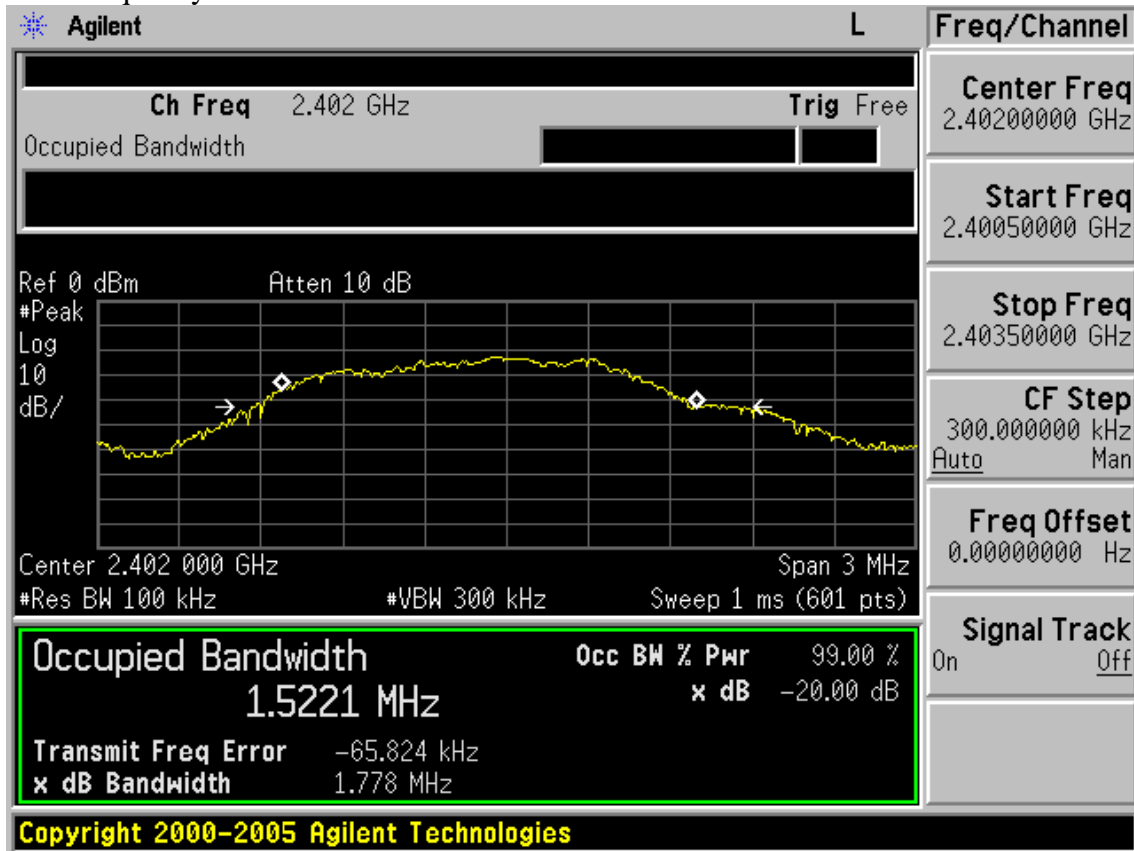 Agilent L
Freq/Channel
Ch Freq 2.402 GHz Trig Free
Occupied Bandwidth
Center Freq
2.40200000 GHz
Start Freq
2.40050000 GHz
Stop Freq
2.40350000 GHz
CF Step
300.000000 kHz
Auto Man
Freq Offset
0.00000000 Hz
Signal Track
On Off
Ref 0 dBm Atten 10 dB
#Peak
Log
10
dB/
Center 2.402 000 GHz Span 3 MHz
#Res BW 100 kHz #VBW 300 kHz Sweep 1 ms (601 pts)
Occupied Bandwidth Occ BW % Pwr 99.00 %
1.5221 MHz x dB -20.00 dB
Transmit Freq Error -65.824 kHz
x dB Bandwidth 1.778 MHz
Copyright 2000-2005 Agilent Technologies